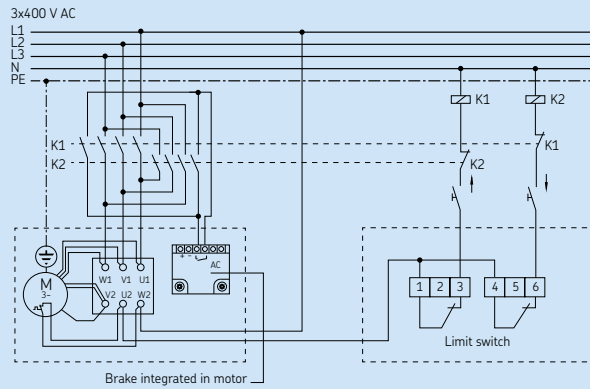 3x400 V AC
L1
L2
L3
N
PE
K1 K2
K1 K1
K2 K2
W1 V1 U1
V2 U2 W2
M
3~
+ -
AC
1 2 3 4 5 6
Limit switch
Brake integrated in motor